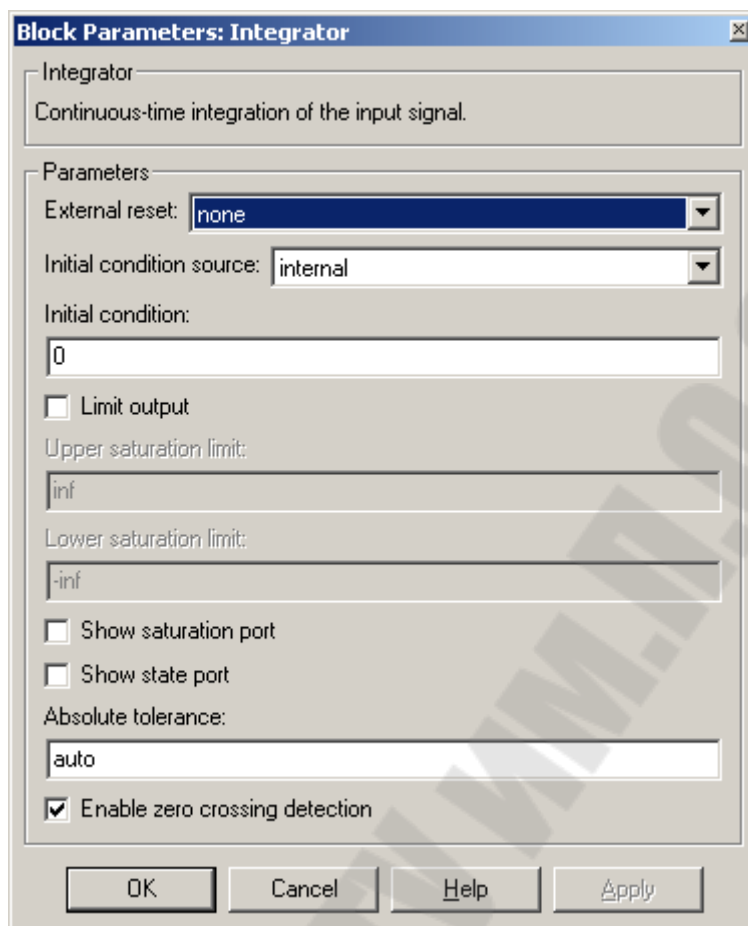 Block Parameters: Integrator
Integrator
Continuous-time integration of the input signal.
Parameters
External reset: none
Initial condition source: internal
Initial condition:
0
Limit output
Upper saturation limit:
inf
Lower saturation limit:
-inf
Show saturation port
Show state port
Absolute tolerance:
auto
Enable zero crossing detection
OK Cancel Help Apply